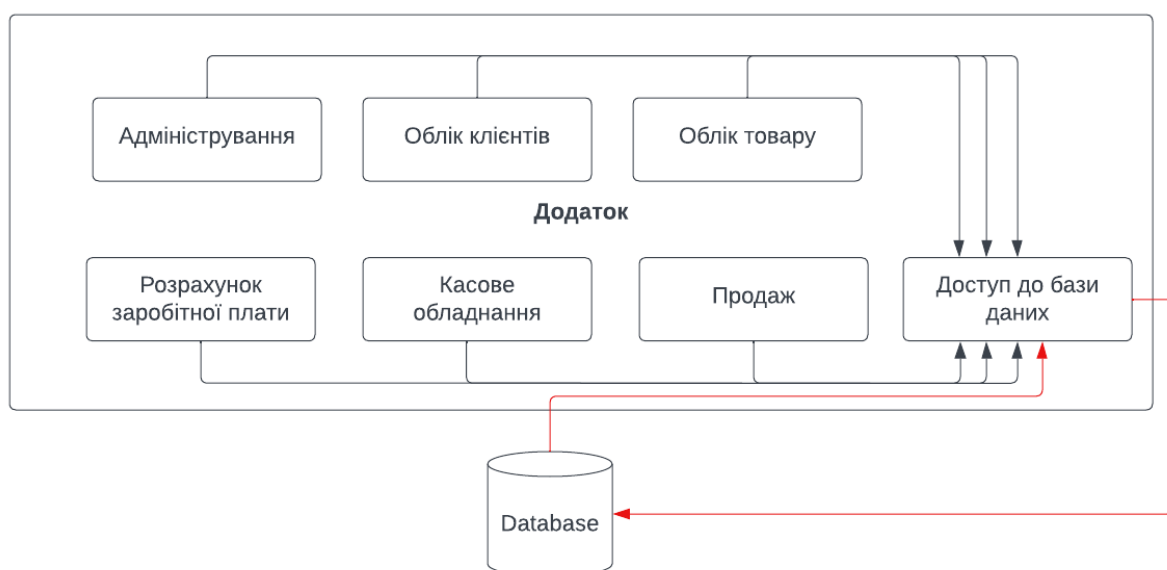 Адміністрування
Облік клієнтів
Облік товару
Додаток
Розрахунок
заробітної плати
Касове
обладнання
Продаж
Доступ до бази
даних
Database